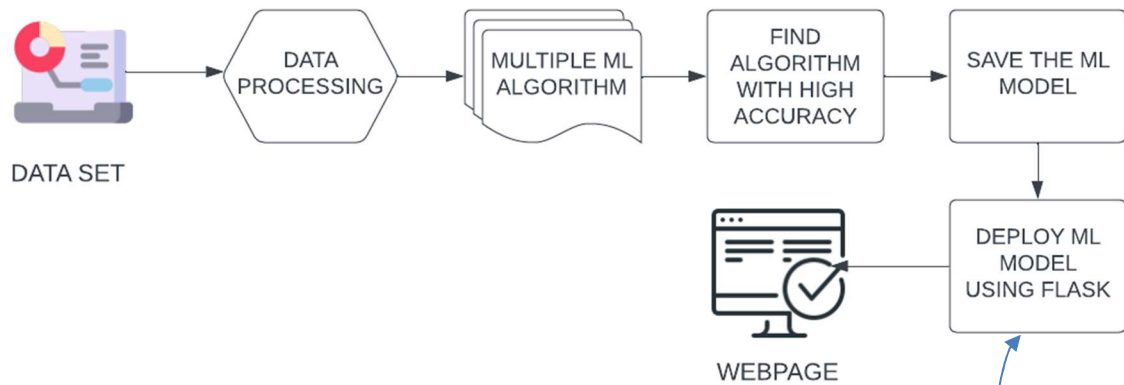 DATA SET
DATA
PROCESSING
MULTIPLE ML
ALGORITHM
FIND
ALGORITHM
WITH HIGH
ACCURACY
SAVE THE ML
MODEL
DEPLOY ML
MODEL
USING FLASK
WEBPAGE